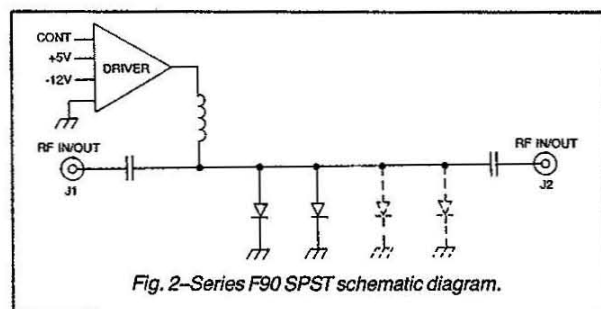 CONT
+5V
-12V
DRIVER
RF IN/OUT
J1
RF IN/OUT
J2
Fig. 2–Series F90 SPST schematic diagram.